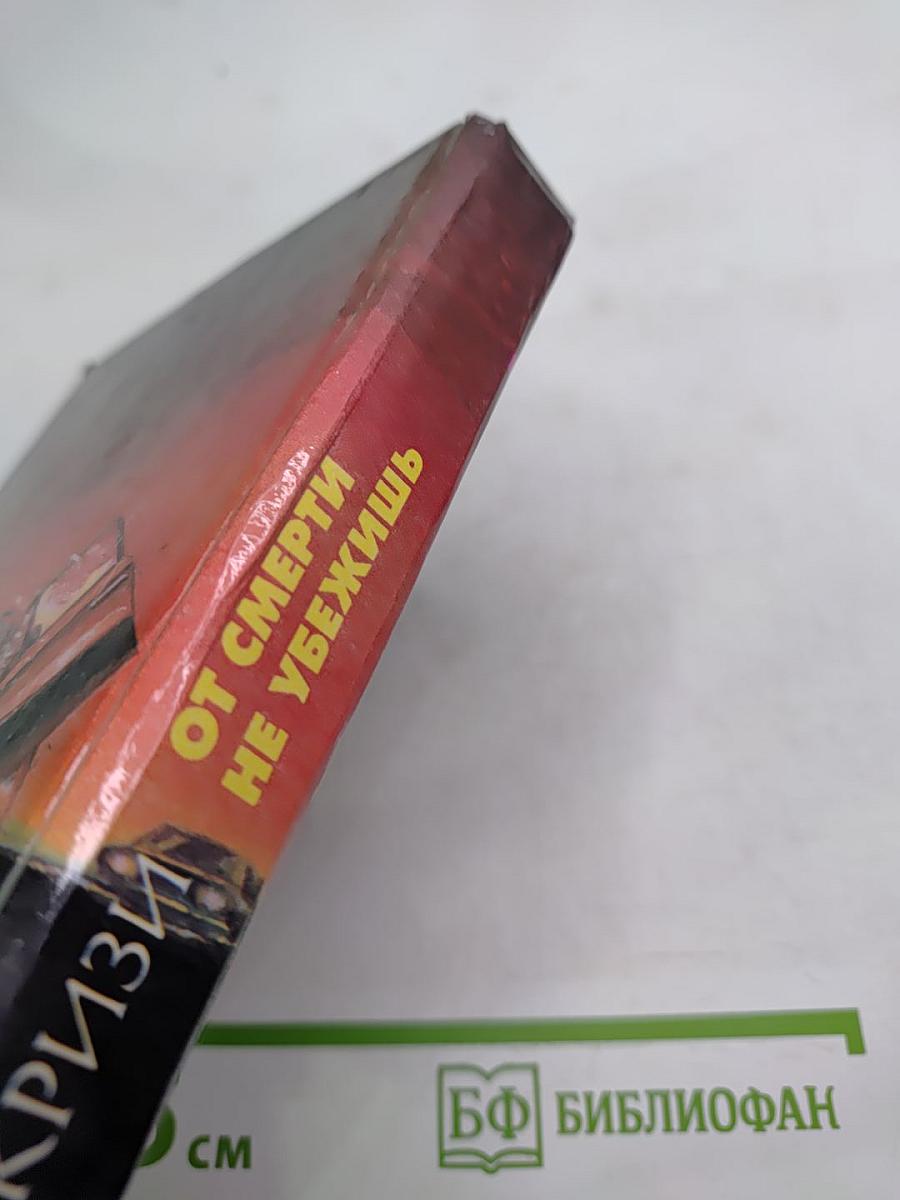 ОТ СМЕРТИ
НЕ УБЕЖИШЬ
КРИЗИ
см
БФ БИБЛИОФАН